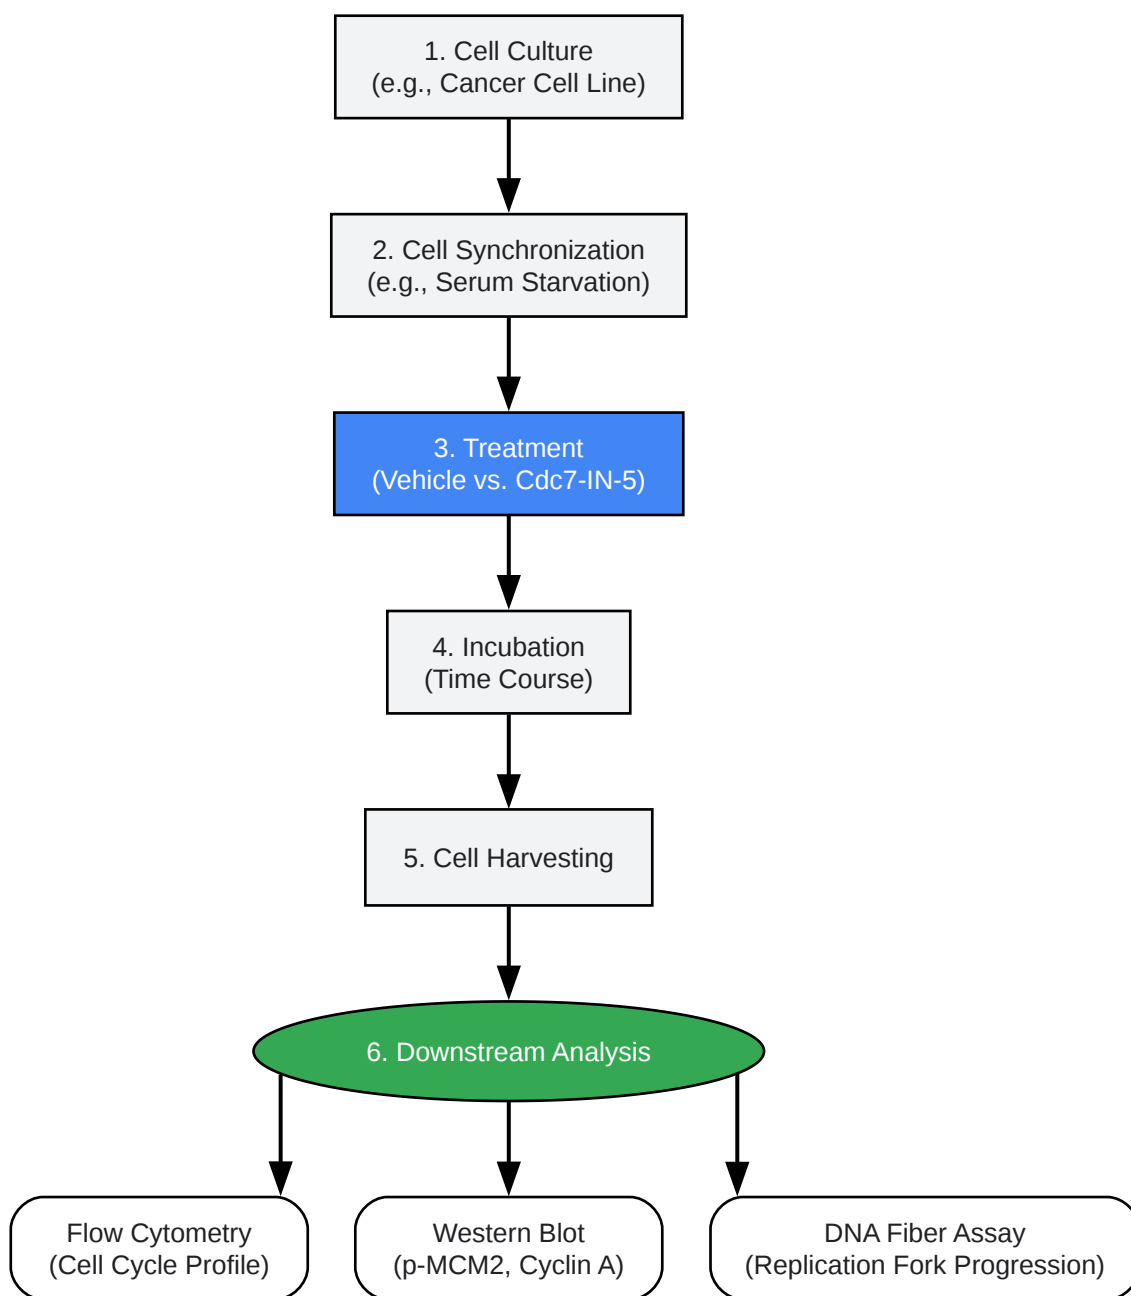 1. Cell Culture
(e.g., Cancer Cell Line)
2. Cell Synchronization
(e.g., Serum Starvation)
3. Treatment
(Vehicle vs. Cdc7-IN-5)
4. Incubation
(Time Course)
5. Cell Harvesting
6. Downstream Analysis
Flow Cytometry
(Cell Cycle Profile)
Western Blot
(p-MCM2, Cyclin A)
DNA Fiber Assay
(Replication Fork Progression)